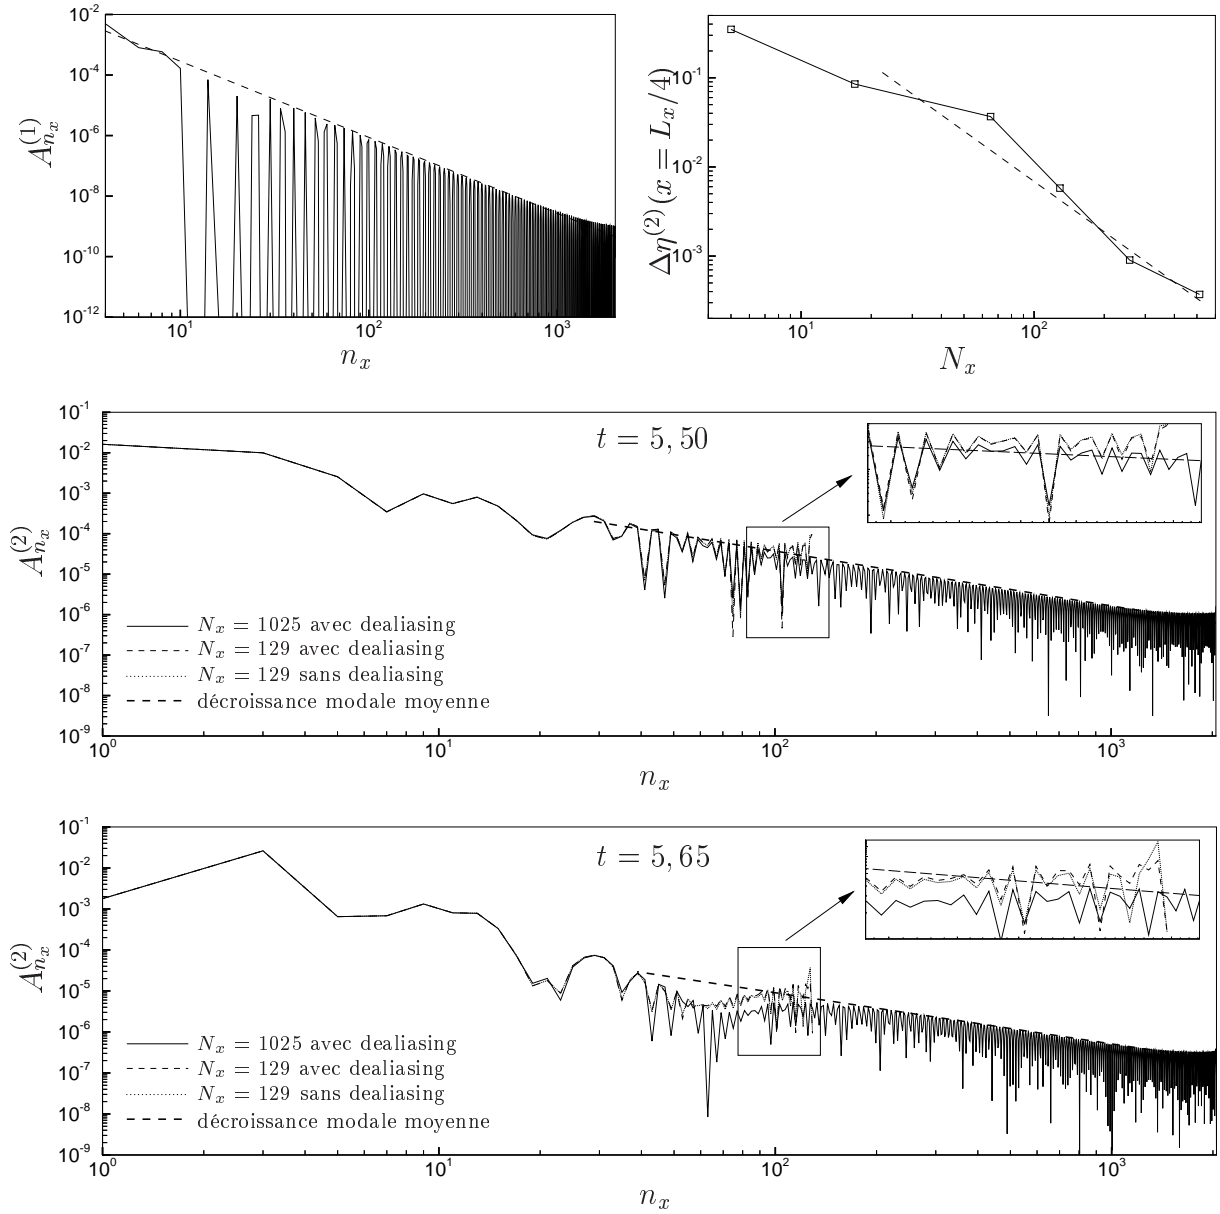 10^{-2}
10^{-4}
10^{-6}
10^{-8}
10^{-10}
10^{-12}
A_{n_x}^{(1)}
10^1
10^2
10^3
n_x
10^{-1}
10^{-2}
10^{-3}
Δη^{(2)}(x = L_x/4)
10^1
10^2
N_x
10^{-1}
10^{-2}
10^{-3}
10^{-4}
10^{-5}
10^{-6}
10^{-7}
10^{-8}
10^{-9}
A_{n_x}^{(2)}
t = 5, 50
N_x = 1025 avec dealiasing
N_x = 129 avec dealiasing
N_x = 129 sans dealiasing
décroissance modale moyenne
10^0
10^1
10^2
10^3
n_x
10^{-1}
10^{-2}
10^{-3}
10^{-4}
10^{-5}
10^{-6}
10^{-7}
10^{-8}
10^{-9}
A_{n_x}^{(2)}
t = 5, 65
N_x = 1025 avec dealiasing
N_x = 129 avec dealiasing
N_x = 129 sans dealiasing
décroissance modale moyenne
10^0
10^1
10^2
10^3
n_x